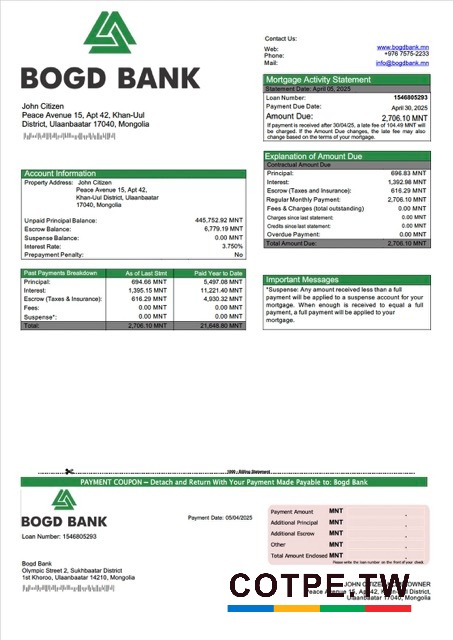 BOGD BANK
Contact Us:
Web: www.bogdbank.mn
Phone: +976 7575-2233
Mail: info@bogdbank.mn
John Citizen
Peace Avenue 15, Apt 42, Khan-Uul
District, Ulaanbaatar 17040, Mongolia
Mortgage Activity Statement
Statement Date: April 05, 2025
Loan Number: 1546805293
Payment Due Date: April 30, 2025
Amount Due: 2,706.10 MNT
If payment is received after 30/04/25, a late fee of 104.49 MNT will
be charged. If the Amount Due changes, the late fee may also
change based on the terms of your mortgage.
Explanation of Amount Due
Contractual Amount Due
Principal: 696.83 MNT
Interest: 1,392.98 MNT
Escrow (Taxes and Insurance): 616.29 MNT
Regular Monthly Payment: 2,706.10 MNT
Fees & Charges (total outstanding) 0.00 MNT
Charges since last statement: 0.00 MNT
Credits since last statement: 0.00 MNT
Overdue Payment: 0.00 MNT
Total Amount Due: 2,706.10 MNT
Account Information
Property Address: John Citizen
Peace Avenue 15, Apt 42,
Khan-Uul District, Ulaanbaatar
17040, Mongolia
Unpaid Principal Balance: 445,752.92 MNT
Escrow Balance: 6,779.19 MNT
Suspense Balance: 0.00 MNT
Interest Rate: 3.750%
Prepayment Penalty: No
Past Payments Breakdown As of Last Stmt Paid Year to Date
Principal: 694.66 MNT 5,497.08 MNT
Interest: 1,395.15 MNT 11,221.40 MNT
Escrow (Taxes & Insurance): 616.29 MNT 4,930.32 MNT
Fees: 0.00 MNT 0.00 MNT
Suspense*: 0.00 MNT 0.00 MNT
Total: 2,706.10 MNT 21,648.80 MNT
Important Messages
*Suspense: Any amount received less than a full
payment will be applied to a suspense account for your
mortgage. When enough is received to equal a full
payment, a full payment will be applied to your
mortgage.
Billing Statement
PAYMENT COUPON – Detach and Return With Your Payment Made Payable to: Bogd Bank
BOGD BANK
Loan Number: 1546805293
Payment Date: 05/04/2025
Payment Amount MNT .
Additional Principal MNT .
Additional Escrow MNT .
Other MNT .
Total Amount Enclosed MNT .
Please write the loan number on the front of your check.
Bogd Bank
Olympic Street 2, Sukhbaatar District
1st Khoroo, Ulaanbaatar 14210, Mongolia
COTPE.TW